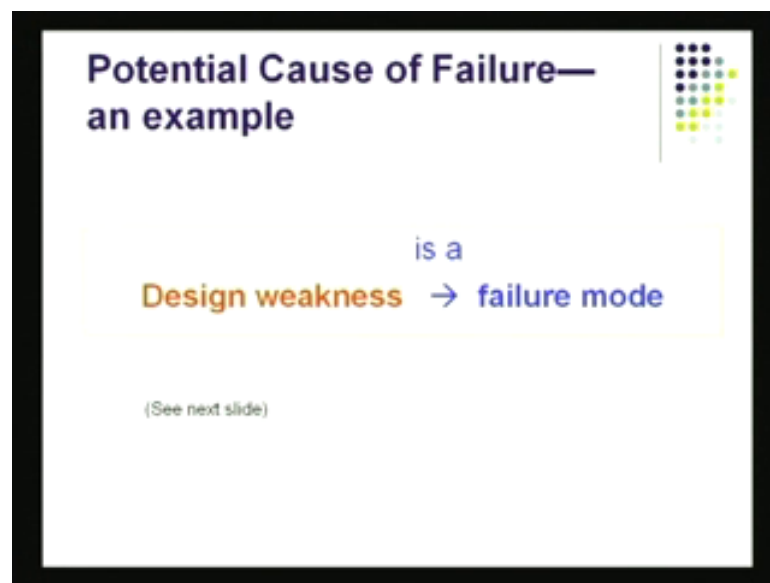 Potential Cause of Failure—
an example
is a
Design weakness → failure mode
(See next slide)